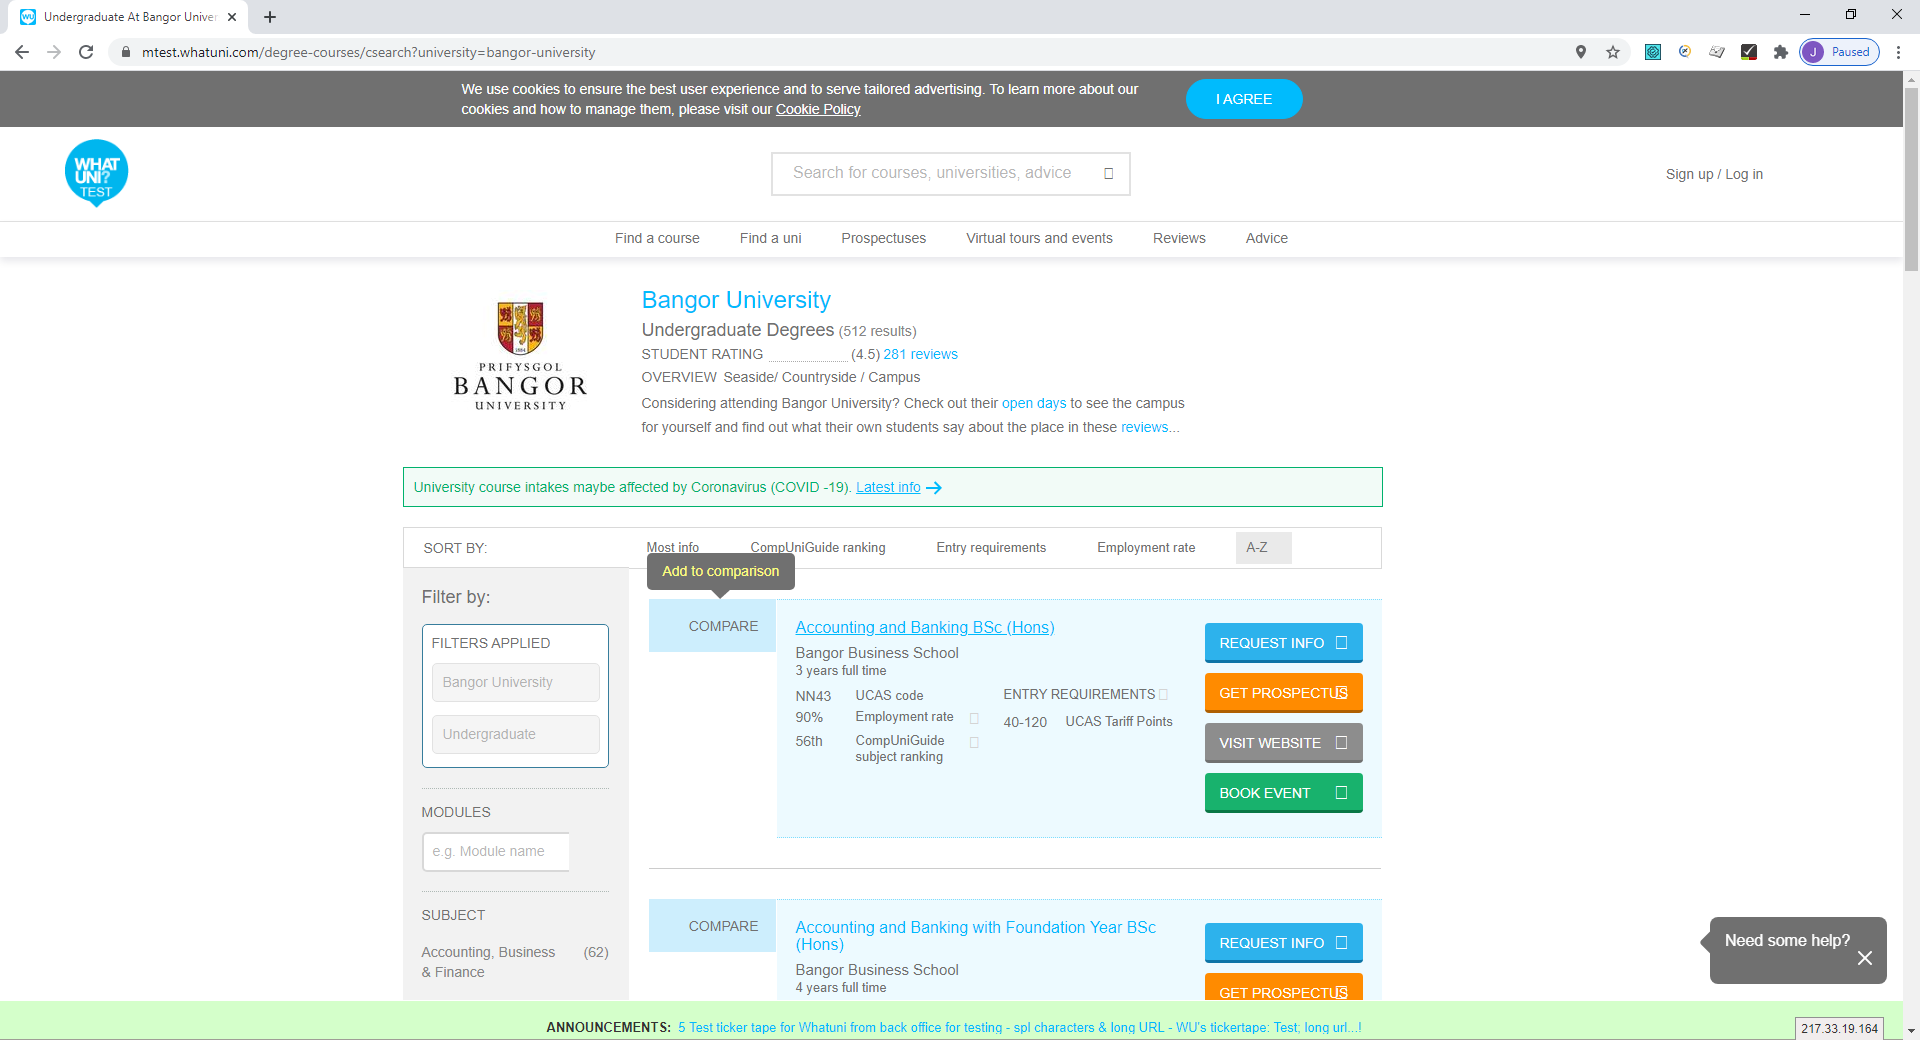 Undergraduate At Bangor Univer
mtest.whatuni.com/degree-courses/csearch?university=bangor-university
J Paused
We use cookies to ensure the best user experience and to serve tailored advertising. To learn more about our
cookies and how to manage them, please visit our Cookie Policy
I AGREE
WHAT
UNI?
TEST
Search for courses, universities, advice
Sign up / Log in
Find a course Find a uni Prospectuses Virtual tours and events Reviews Advice
PRIFYSGOL
BANGOR
UNIVERSITY
Bangor University
Undergraduate Degrees (512 results)
STUDENT RATING (4.5) 281 reviews
OVERVIEW Seaside/ Countryside / Campus
Considering attending Bangor University? Check out their open days to see the campus
for yourself and find out what their own students say about the place in these reviews...
University course intakes maybe affected by Coronavirus (COVID -19). Latest info
SORT BY: Most info CompUniGuide ranking Entry requirements Employment rate A-Z
Add to comparison
Filter by:
FILTERS APPLIED
Bangor University
Undergraduate
MODULES
e.g. Module name
SUBJECT
Accounting, Business (62)
& Finance
COMPARE
Accounting and Banking BSc (Hons)
Bangor Business School
3 years full time
NN43 UCAS code
90% Employment rate
56th CompUniGuide
subject ranking
ENTRY REQUIREMENTS
40-120 UCAS Tariff Points
REQUEST INFO
GET PROSPECTUS
VISIT WEBSITE
BOOK EVENT
COMPARE
Accounting and Banking with Foundation Year BSc
(Hons)
Bangor Business School
4 years full time
REQUEST INFO
GET PROSPECTUS
Need some help?
ANNOUNCEMENTS: 5 Test ticker tape for Whatuni from back office for testing - spl characters & long URL - WU's tickertape: Test; long url...!
217.33.19.164